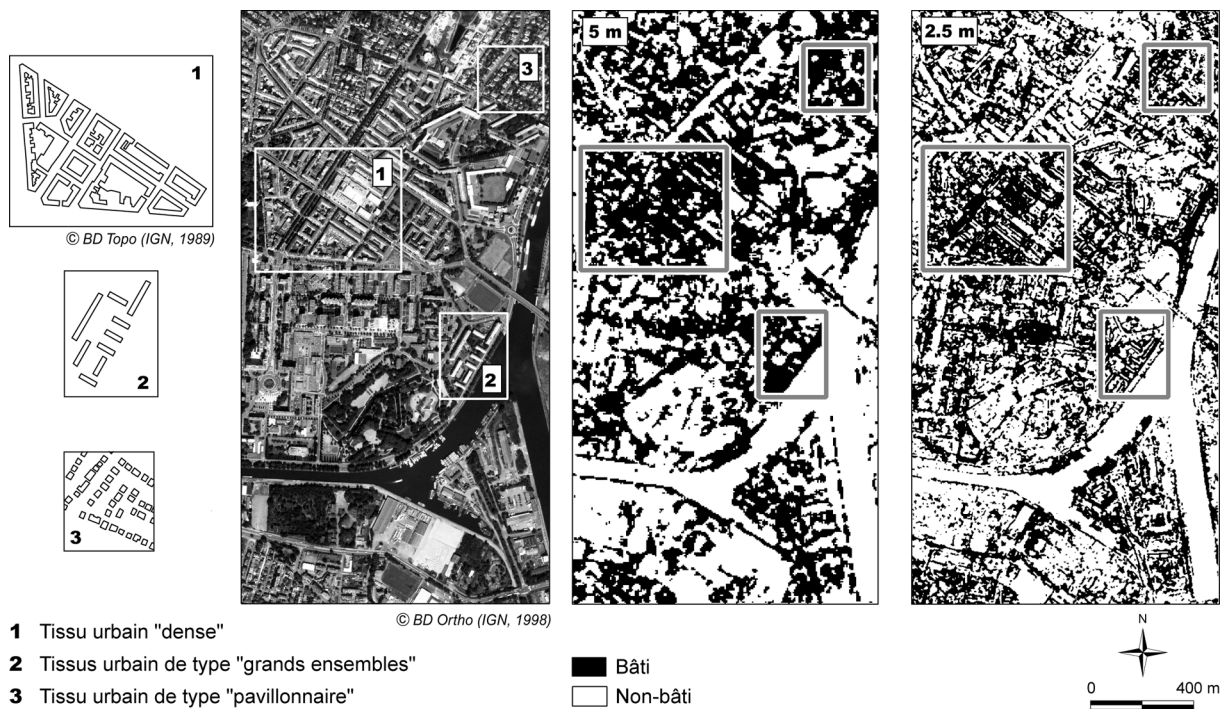 1
© BD Topo (IGN, 1989)
2
3
3
1
2
© BD Ortho (IGN, 1998)
5 m
2.5 m
1 Tissu urbain "dense"
2 Tissus urbain de type "grands ensembles"
3 Tissu urbain de type "pavillonnaire"
Bâti
Non-bâti
N
0 400 m